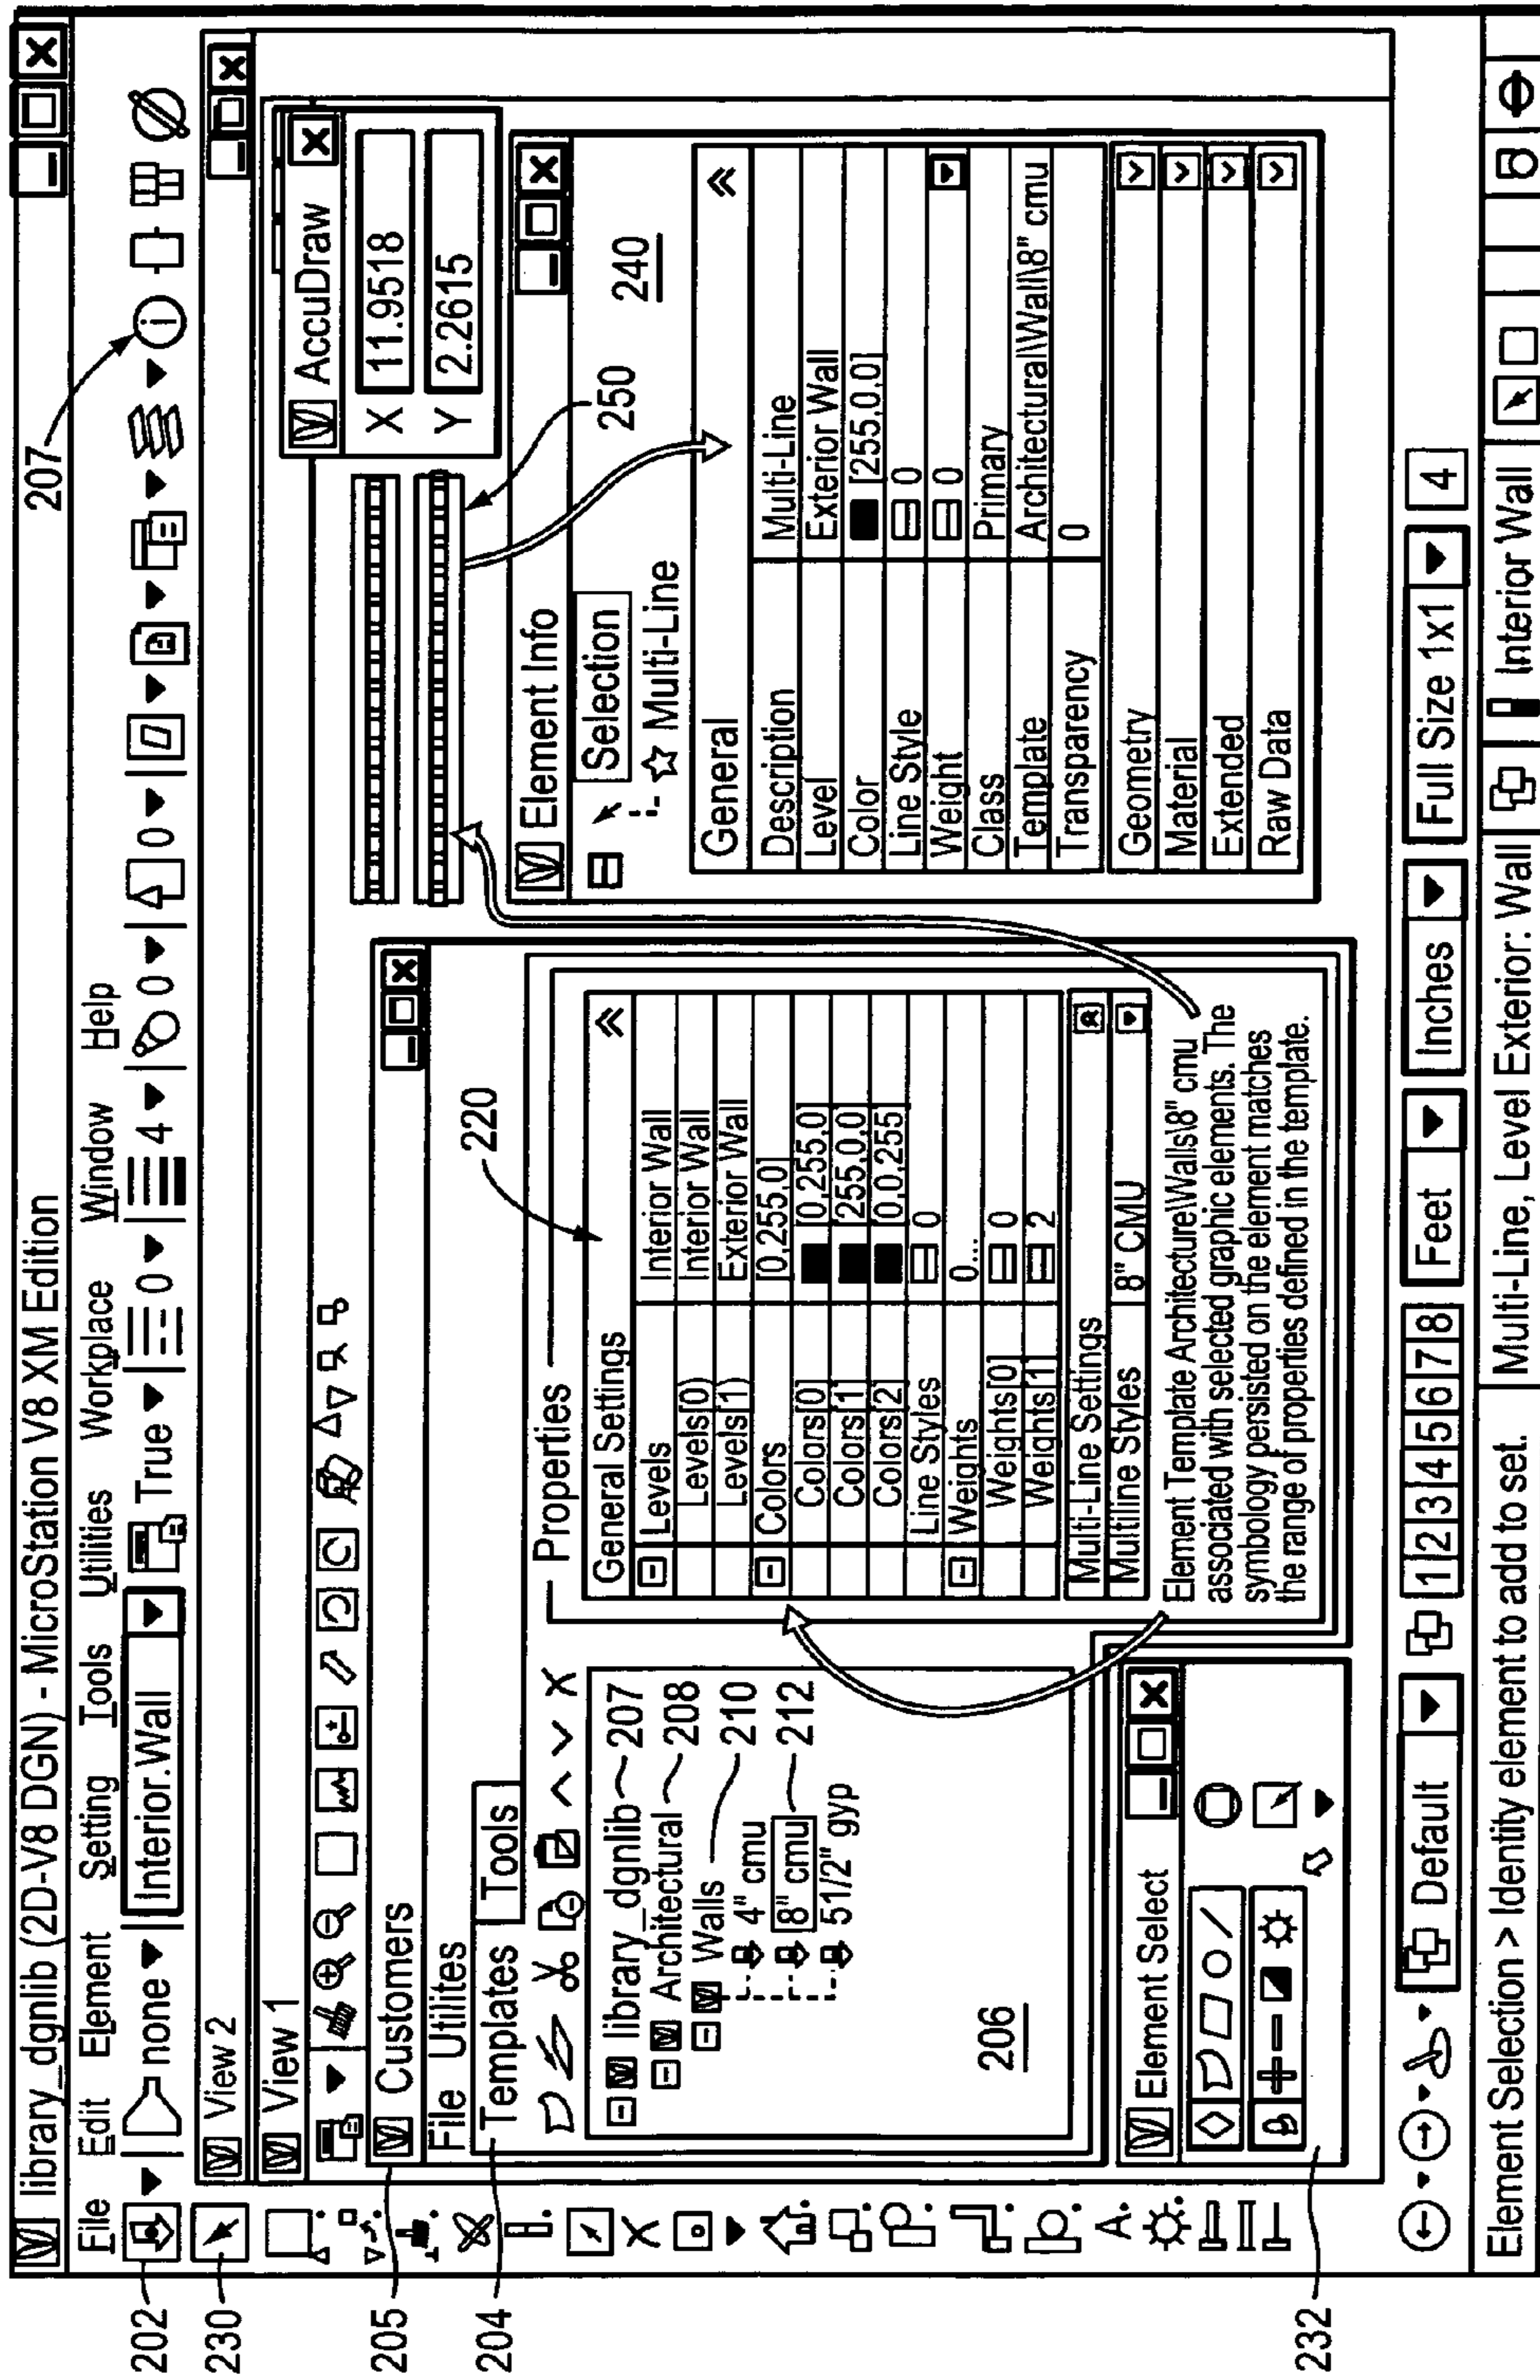 207
library_dgnlib (2D-V8 DGN) - MicroStation V8 XM Edition
File Edit Element Setting Tools Utilities Workplace Window Help
202
none Interior.Wall True 0 4 0 0
230
View 2
View 1
205
Customers
File Utilites
204
Templates Tools
library_dgnlib 207
Architectural 208
Walls 210
4" cmu
8" cmu 212
51/2" gyp
206
Element Select
232
220
Properties
General Settings
Levels Interior Wall
Levels[0) Interior Wall
Levels[1) Exterior Wall
Colors [0,255,0]
Colors[0] [0,255,0]
Colors[1] [255,0,0]
Colors[2] [0,0,255]
Line Styles 0
Weights 0...
Weights[0] 0
Weights[1] 2
Multi-Line Settings
Multiline Styles 8" CMU
Element Template Architecture\Walls\8" cmu
associated with selected graphic elements. The
symbology persisted on the element matches
the range of properties defined in the template.
AccuDraw
X 11.9518
Y 2.2615
250
Element Info
240
Selection
Multi-Line
General
Description Multi-Line
Level Exterior Wall
Color [255,0,0]
Line Style 0
Weight 0
Class Primary
Template Architectural\Wall\8" cmu
Transparency 0
Geometry
Material
Extended
Raw Data
Default 1 2 3 4 5 6 7 8 Feet Inches Full Size 1x1 4
Element Selection > Identity element to add to set. Multi-Line, Level Exterior: Wall Interior Wall